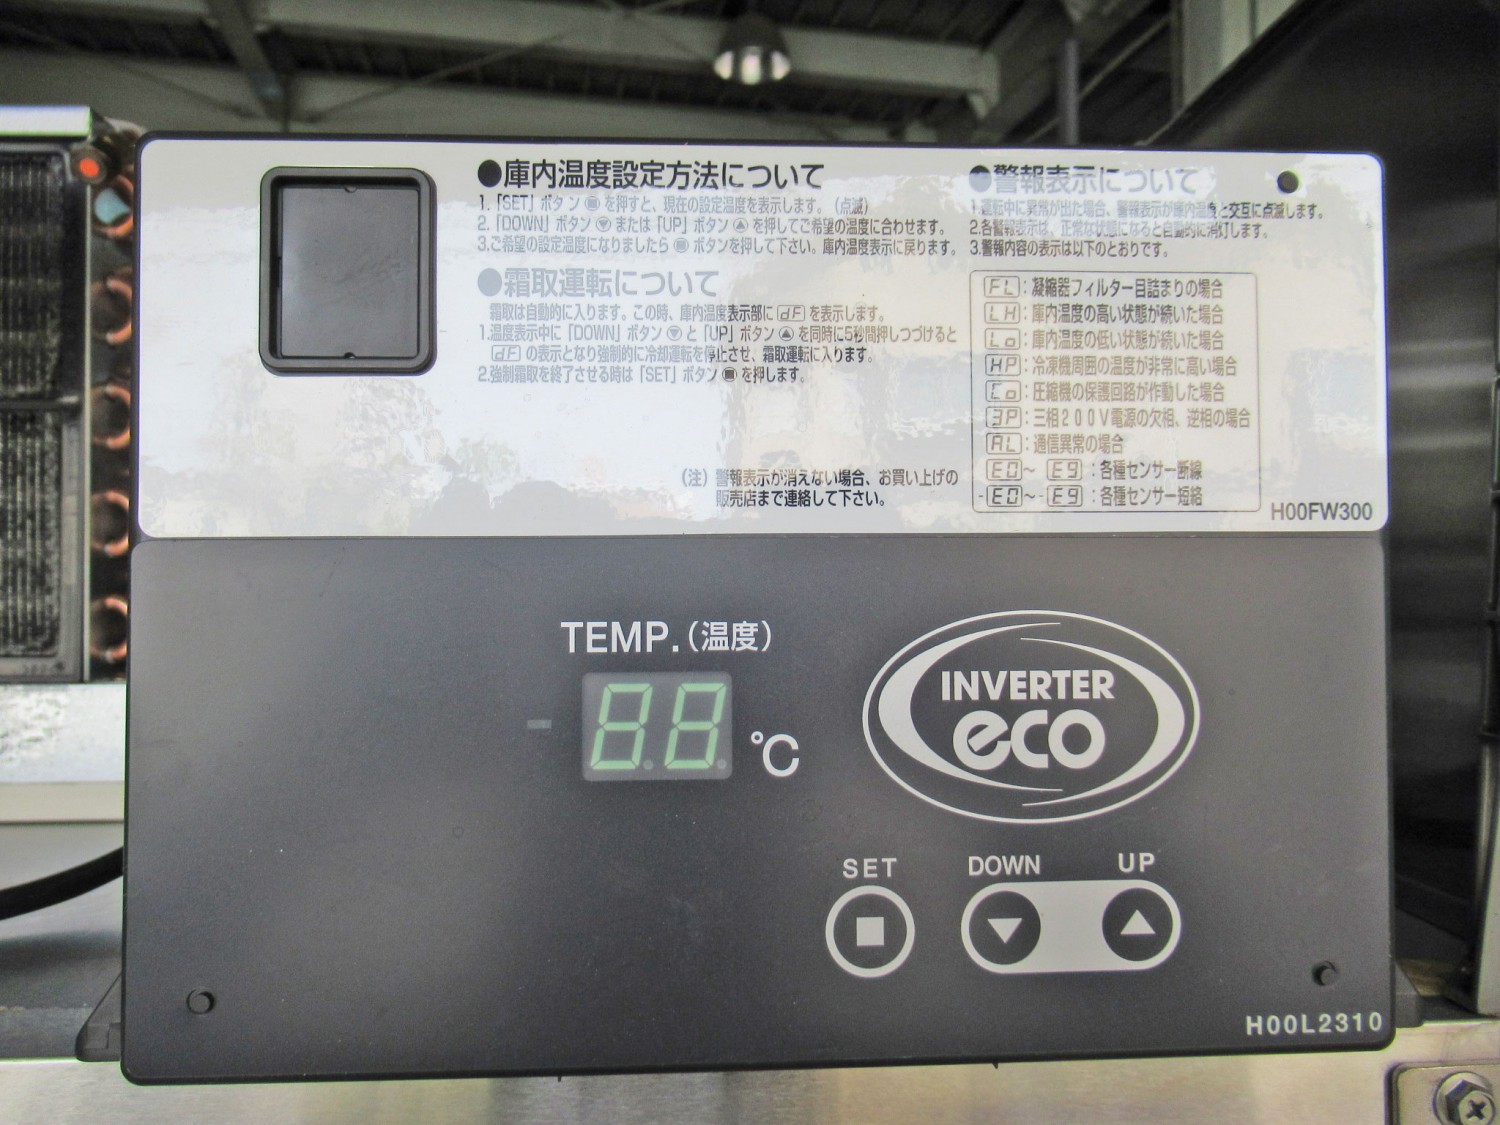 ●庫内温度設定方法について
1.「SET」ボタン■を押すと、現在の設定温度を表示します。(点滅)
2.「DOWN」ボタン▼または「UP」ボタン▲を押してご希望の温度に合わせます。
3.ご希望の設定温度になりましたら■ボタンを押して下さい。庫内温度表示に戻ります。
●霜取運転について
霜取は自動的に入ります。この時、庫内温度表示部にdFを表示します。
1.温度表示中に「DOWN」ボタン▼と「UP」ボタン▲を同時に5秒間押しつづけると
dFの表示となり強制的に冷却運転を停止させ、霜取運転に入ります。
2.強制霜取を終了させる時は「SET」ボタン■を押します。
(注)警報表示が消えない場合、お買い上げの
販売店まで連絡して下さい。
●警報表示について
1.運転中に異常が出た場合、警報表示が庫内温度と交互に点滅します。
2.各警報表示は、正常な状態になると自動的に消灯します。
3.警報内容の表示は以下のとおりです。
FL:凝縮器フィルター目詰まりの場合
LH:庫内温度の高い状態が続いた場合
Lo:庫内温度の低い状態が続いた場合
HP:冷凍機周囲の温度が非常に高い場合
Co:圧縮機の保護回路が作動した場合
3P:三相200V電源の欠相、逆相の場合
AL:通信異常の場合
E0～E9:各種センサー断線
-E0～-E9:各種センサー短絡
H00FW300
TEMP.(温度)
88
℃
INVERTER
eco
SET
DOWN
UP
H00L2310